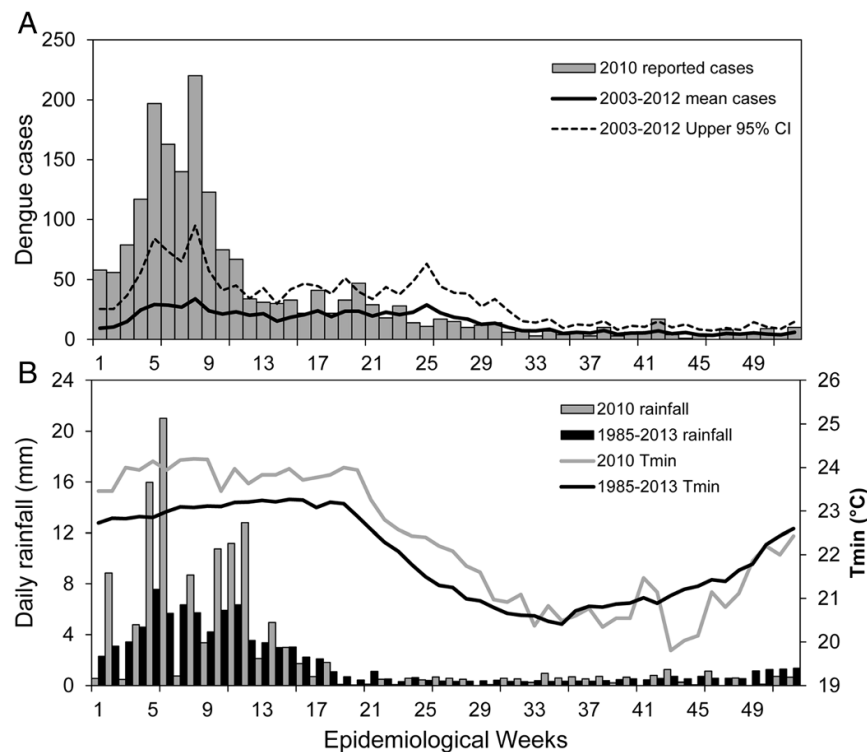 A
250
200
150
100
50
0
Dengue cases
2010 reported cases
2003-2012 mean cases
2003-2012 Upper 95% CI
1 5 9 13 17 21 25 29 33 37 41 45 49
B
24
20
16
12
8
4
0
Daily rainfall (mm)
2010 rainfall
1985-2013 rainfall
2010 Tmin
1985-2013 Tmin
26
25
24
23
22
21
20
19
Tmin (°C)
1 5 9 13 17 21 25 29 33 37 41 45 49
Epidemiological Weeks